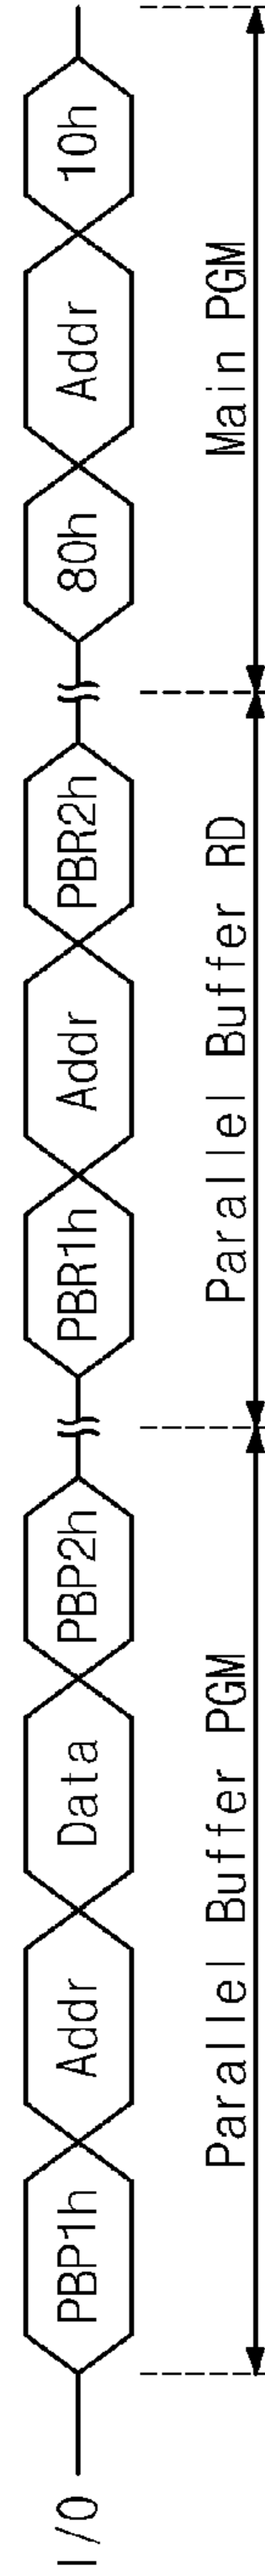 I/O PBP1h Addr Data PBP2h PBR1h Addr PBR2h 80h Addr 10h
Parallel Buffer PGM Parallel Buffer RD Main PGM